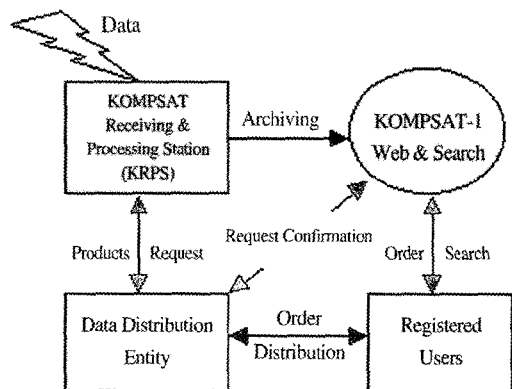 Data
KOMPSAT
Receiving &
Processing Station
(KRPS)
Archiving
KOMPSAT-1
Web & Search
Products Request
Request Confirmation
Order Search
Data Distribution
Entity
Order
Distribution
Registered
Users